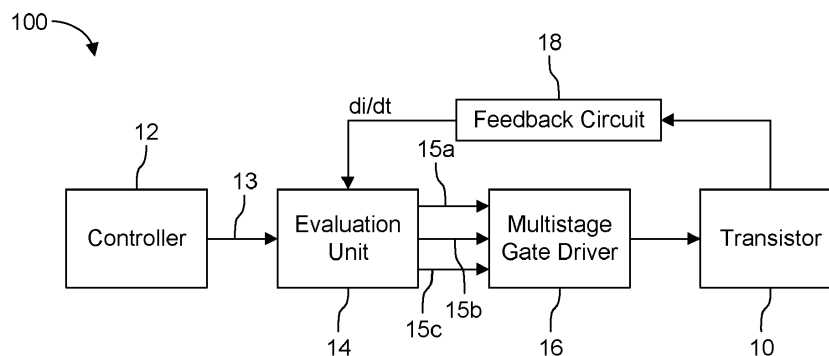 100
18
di/dt
Feedback Circuit
12
15a
13
Controller
Evaluation
Unit
Multistage
Gate Driver
Transistor
15b
15c
14
16
10